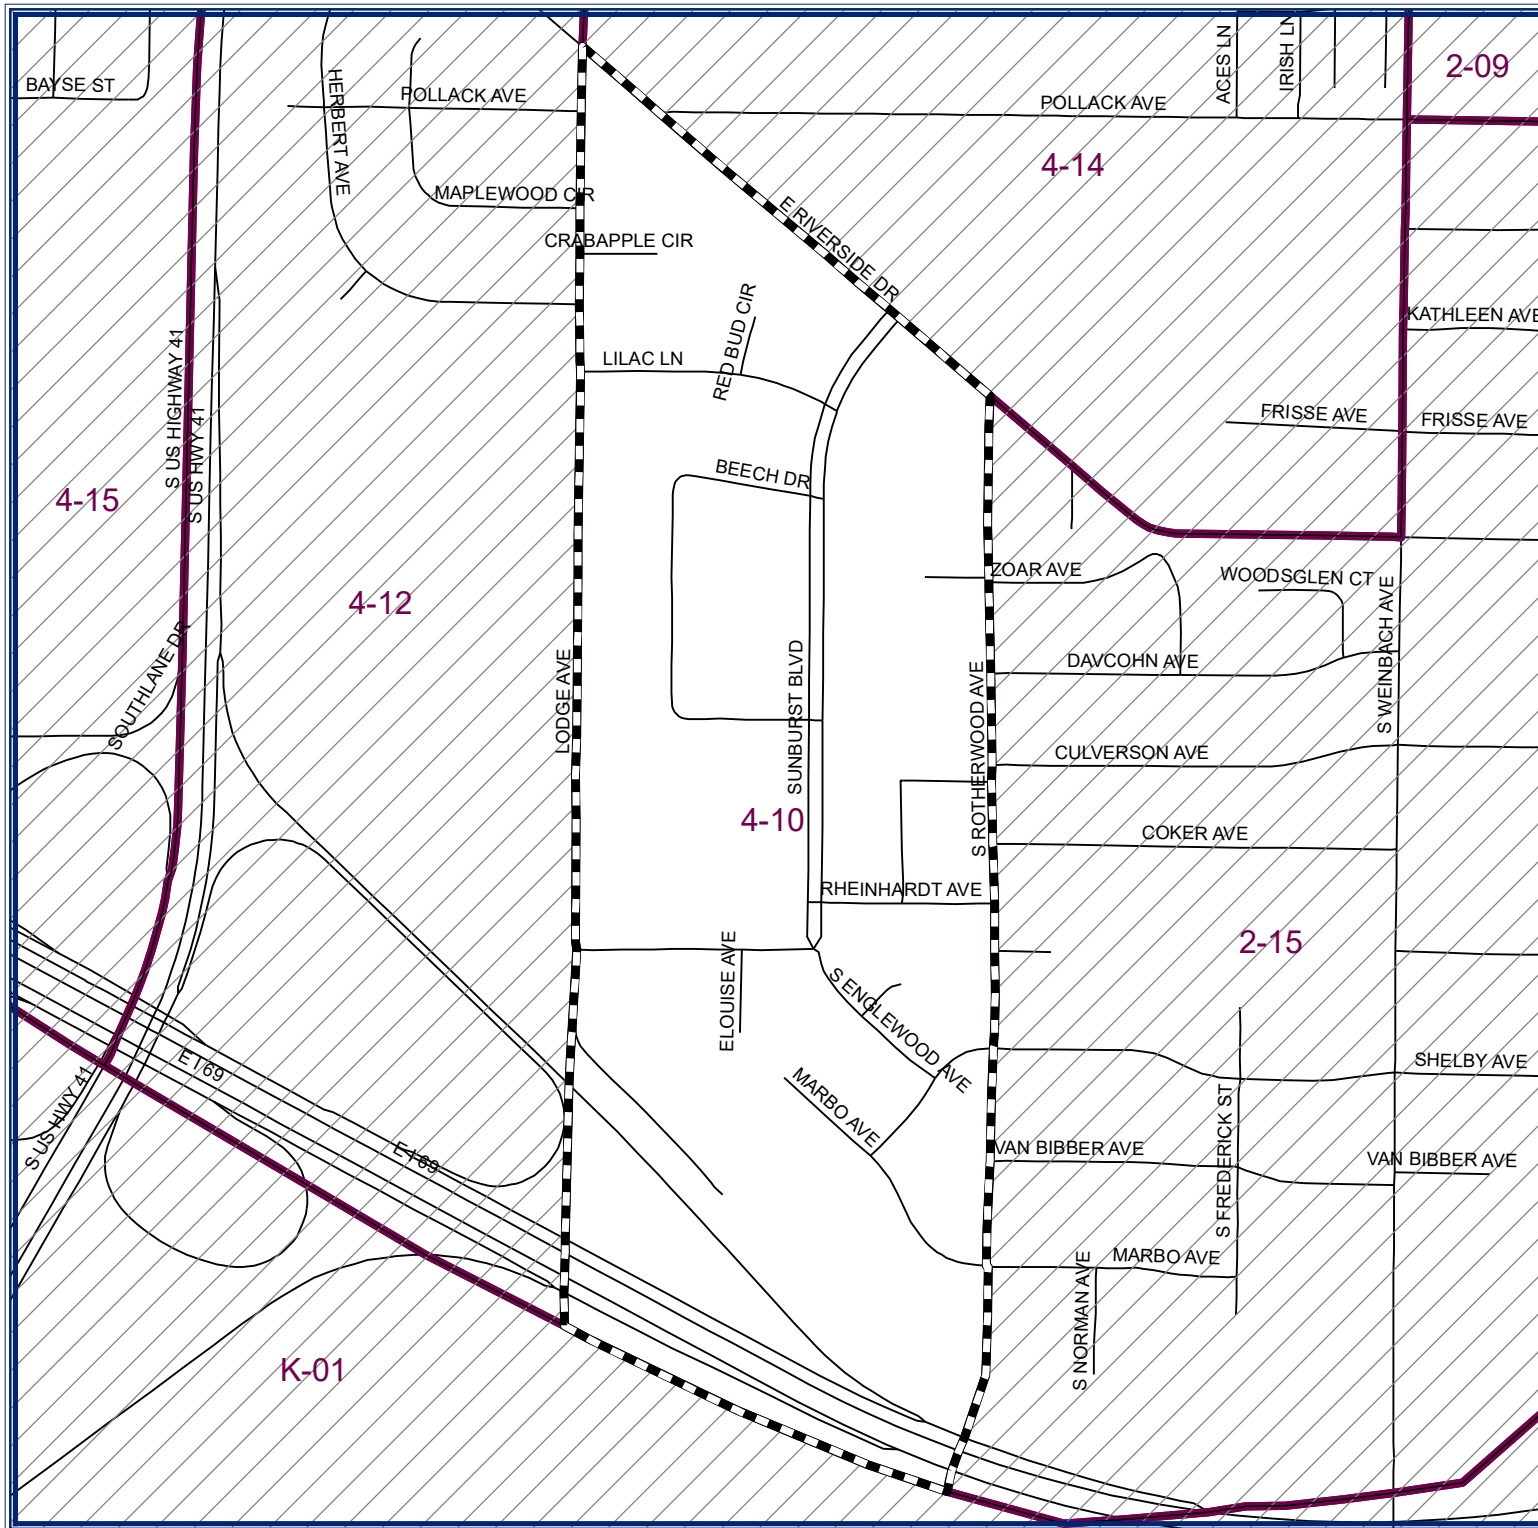 BAYSE ST
HERBERT AVE
POLLACK AVE
MAPLEWOOD CIR
CRABAPPLE CIR
POLLACK AVE
ACES LN
IRISH LN
2-09
4-14
E RIVERSIDE DR
KATHLEEN AVE
S US HIGHWAY 41
S US HWY 41
LILAC LN
RED BUD CIR
FRISSE AVE
FRISSE AVE
4-15
BEECH DR
4-12
ZOAR AVE
WOODSGLEN CT
SOUTHLANE DR
LODGE AVE
SUNBURST BLVD
S ROTHERWOOD AVE
DAVCOHN AVE
S WEINBACH AVE
CULVERSON AVE
4-10
COKER AVE
RHEINHARDT AVE
2-15
ELOUISE AVE
S ENGLEWOOD AVE
E I 69
S US HWY 41
MARBO AVE
SHELBY AVE
E I 69
VAN BIBBER AVE
S FREDERICK ST
VAN BIBBER AVE
MARBO AVE
S NORMAN AVE
K-01